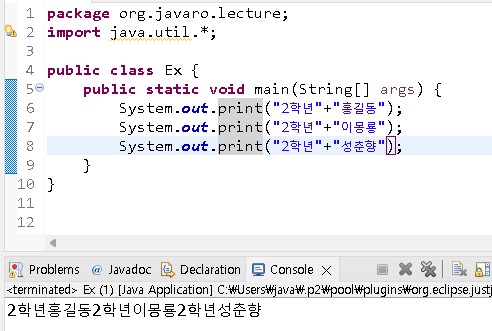 1 package org.javaro.lecture;
2 import java.util.*;
3
4 public class Ex {
5 public static void main(String[] args) {
6 System.out.print("2학년"+"홍길동");
7 System.out.print("2학년"+"이몽룡");
8 System.out.print("2학년"+"성춘향");
9 }
10 }
11
12
Problems @ Javadoc Declaration Console
<terminated> Ex (1) [Java Application] C:₩Users₩java₩.p2₩pool₩plugins₩org.eclipse.justj
2학년홍길동2학년이몽룡2학년성춘향